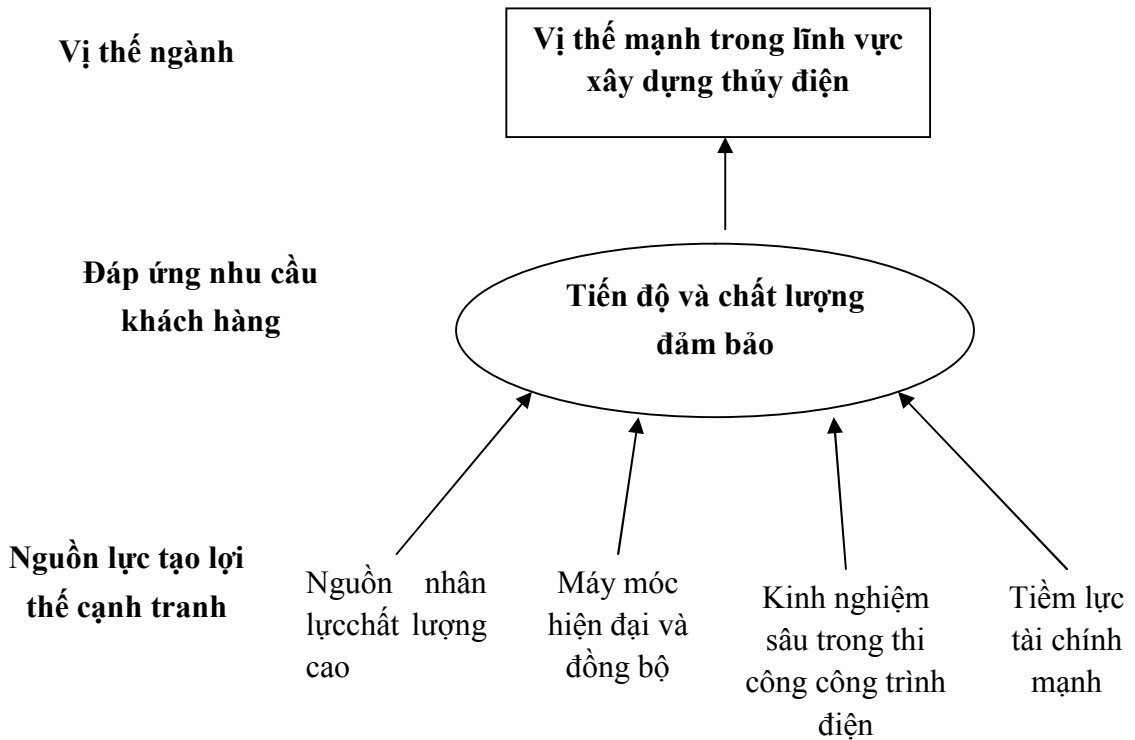 Vị thế ngành
Vị thế mạnh trong lĩnh vực
xây dựng thủy điện
Đáp ứng nhu cầu
khách hàng
Tiến độ và chất lượng
đảm bảo
Nguồn lực tạo lợi
thế cạnh tranh
Nguồn nhân
lựcchất lượng
cao
Máy móc
hiện đại và
đồng bộ
Kinh nghiệm
sâu trong thi
công công trình
điện
Tiềm lực
tài chính
mạnh